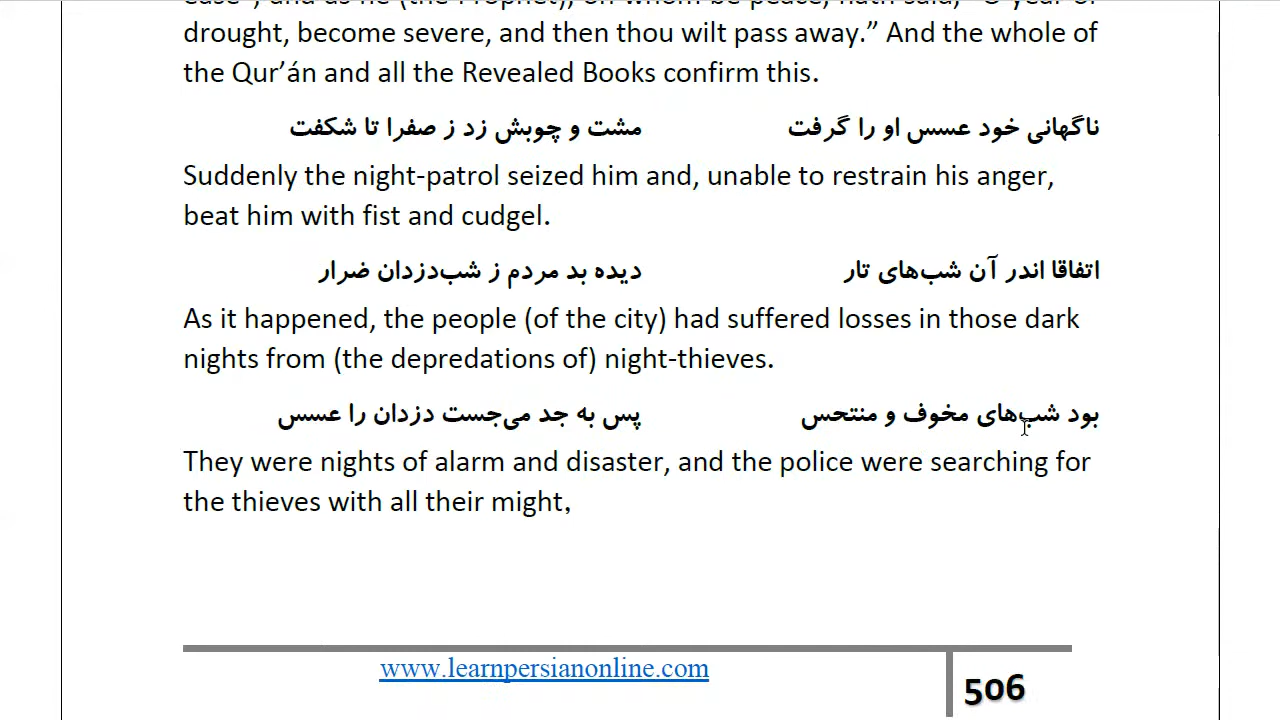 drought, become severe, and then thou wilt pass away.” And the whole of
the Qur’án and all the Revealed Books confirm this.
ناگهانی خود عسس او را گرفت مشت و چوبش زد ز صفرا تا شکفت
Suddenly the night-patrol seized him and, unable to restrain his anger,
beat him with fist and cudgel.
اتفاقا اندر آن شب‌های تار دیده بد مردم ز شب‌دزدان ضرار
As it happened, the people (of the city) had suffered losses in those dark
nights from (the depredations of) night-thieves.
بود شب‌های مخوف و منتحس پس به جد می‌جست دزدان را عسس
They were nights of alarm and disaster, and the police were searching for
the thieves with all their might,
www.learnpersianonline.com
506